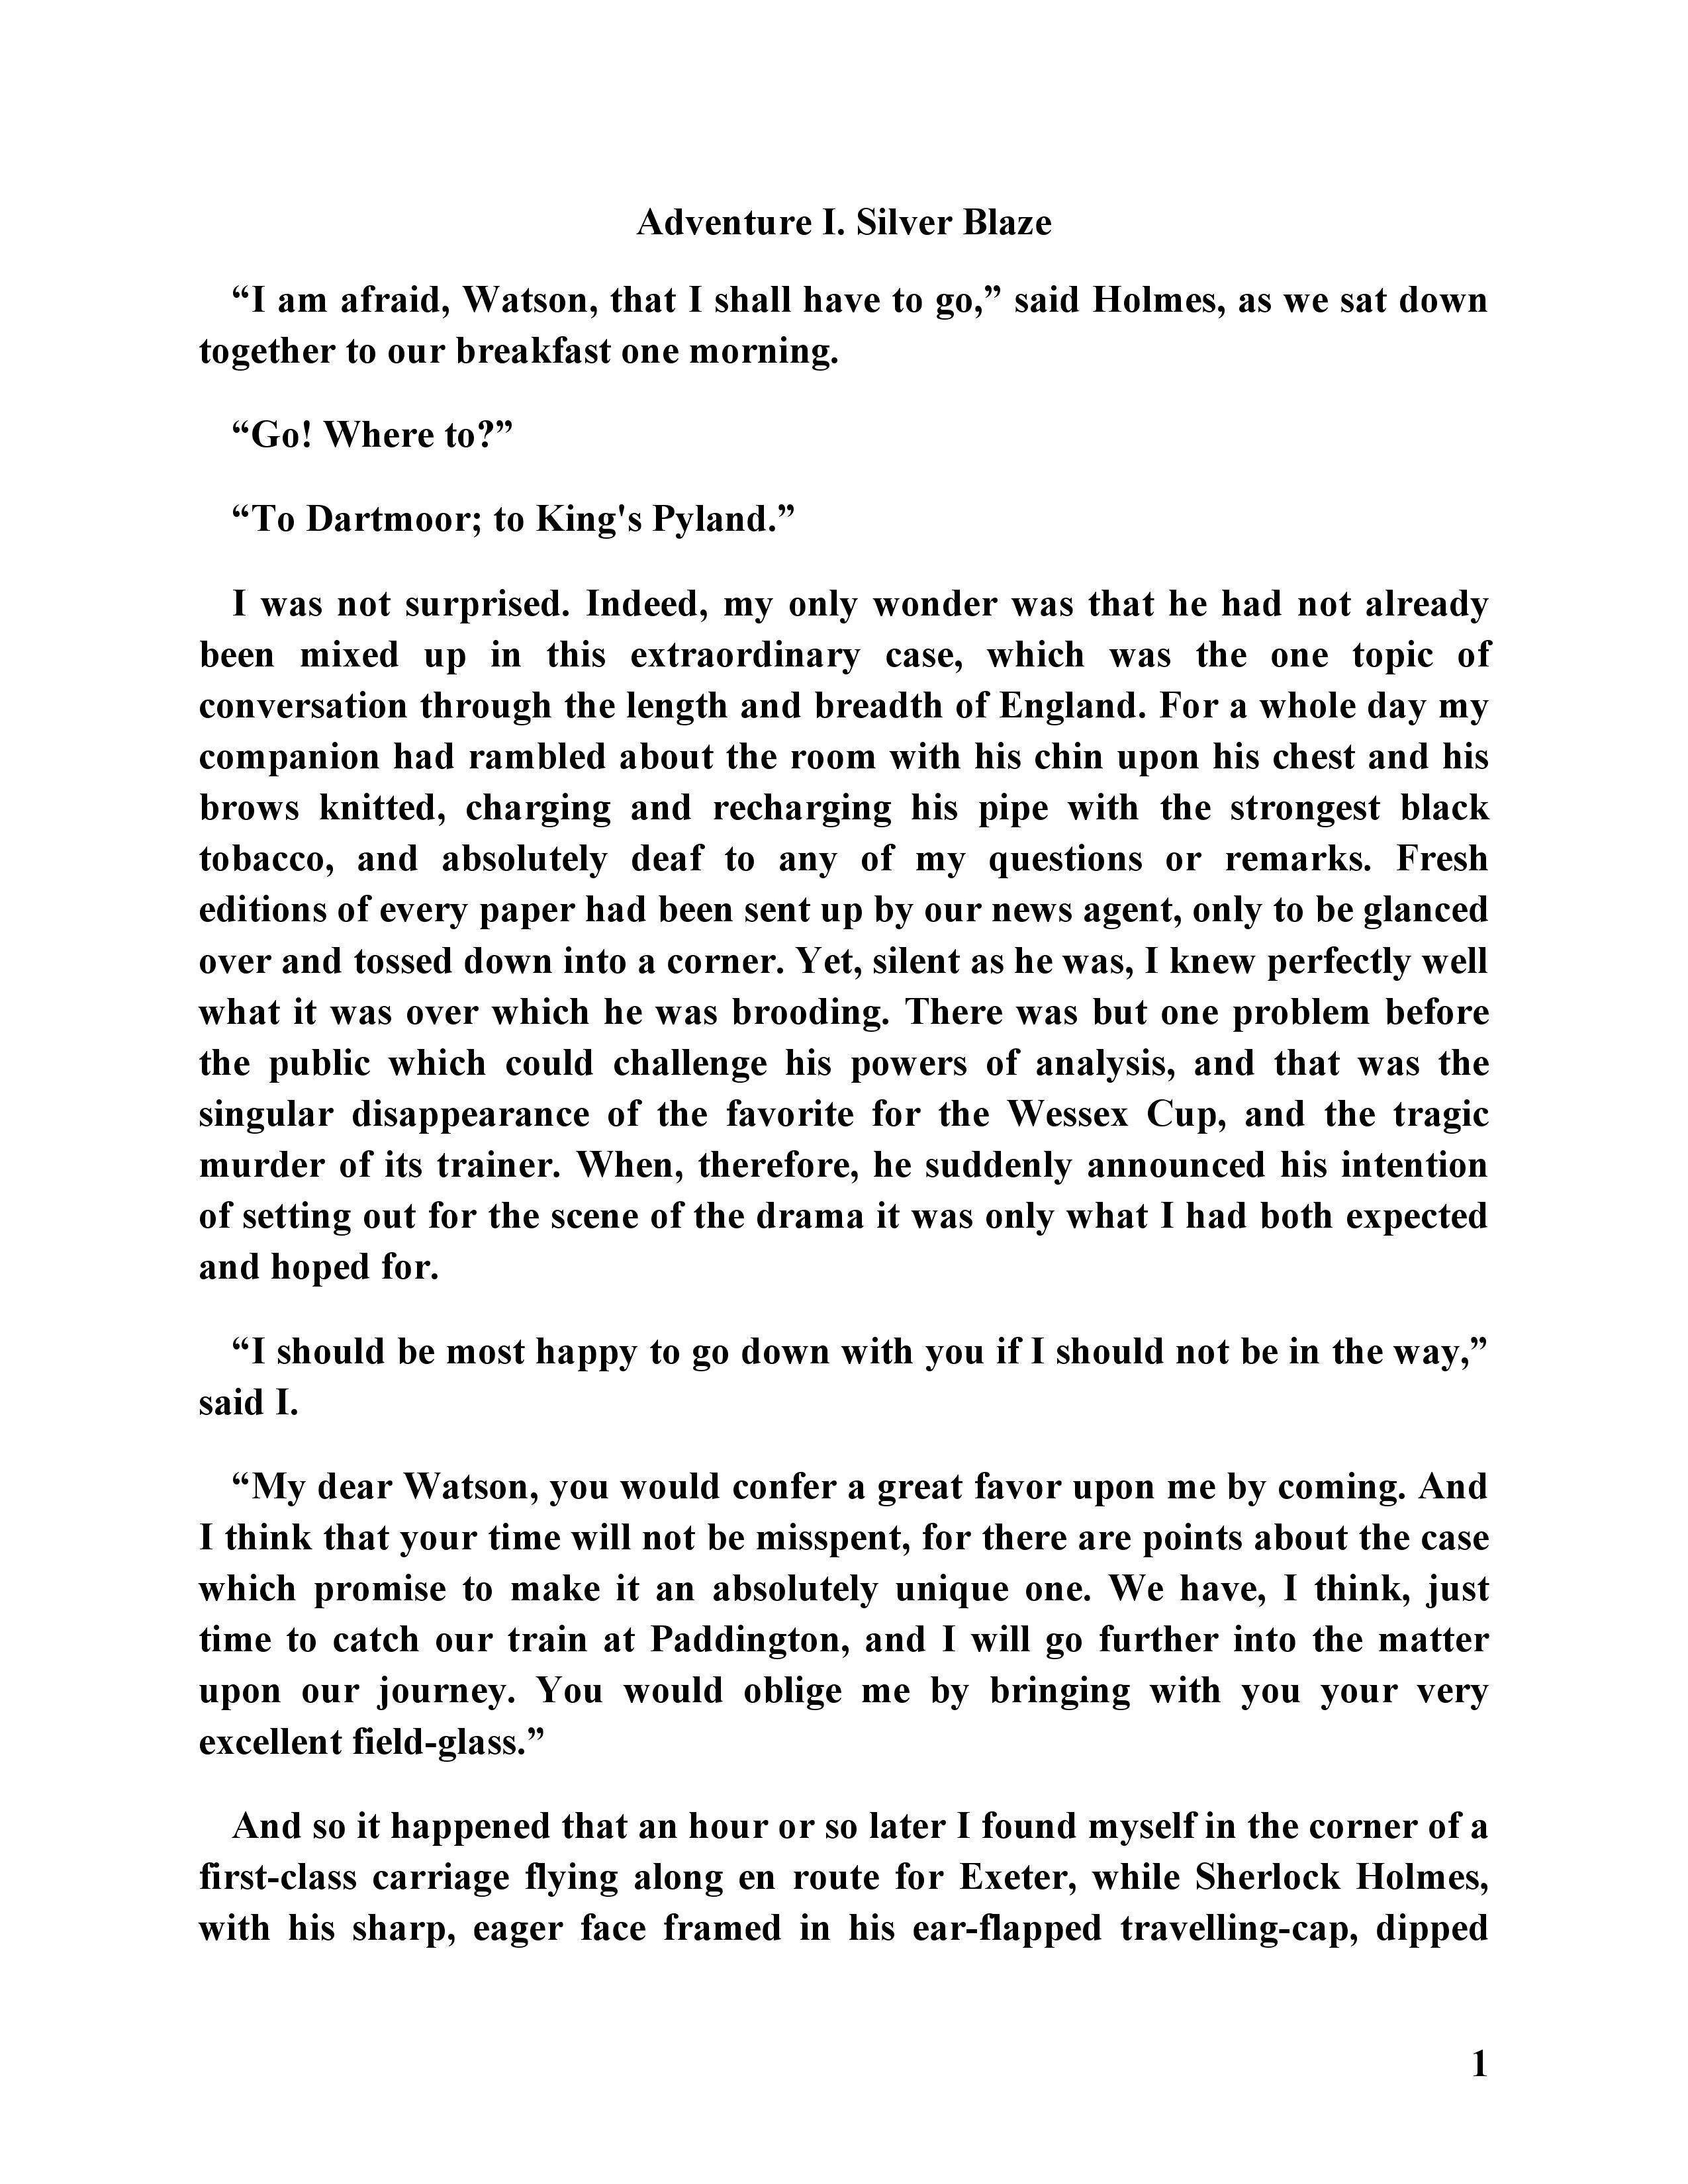 Adventure I. Silver Blaze
“I am afraid, Watson, that I shall have to go,” said Holmes, as we sat down
together to our breakfast one morning.
“Go! Where to?”
“To Dartmoor; to King's Pyland.”
I was not surprised. Indeed, my only wonder was that he had not already
been mixed up in this extraordinary case, which was the one topic of
conversation through the length and breadth of England. For a whole day my
companion had rambled about the room with his chin upon his chest and his
brows knitted, charging and recharging his pipe with the strongest black
tobacco, and absolutely deaf to any of my questions or remarks. Fresh
editions of every paper had been sent up by our news agent, only to be glanced
over and tossed down into a corner. Yet, silent as he was, I knew perfectly well
what it was over which he was brooding. There was but one problem before
the public which could challenge his powers of analysis, and that was the
singular disappearance of the favorite for the Wessex Cup, and the tragic
murder of its trainer. When, therefore, he suddenly announced his intention
of setting out for the scene of the drama it was only what I had both expected
and hoped for.
“I should be most happy to go down with you if I should not be in the way,”
said I.
“My dear Watson, you would confer a great favor upon me by coming. And
I think that your time will not be misspent, for there are points about the case
which promise to make it an absolutely unique one. We have, I think, just
time to catch our train at Paddington, and I will go further into the matter
upon our journey. You would oblige me by bringing with you your very
excellent field-glass.”
And so it happened that an hour or so later I found myself in the corner of a
first-class carriage flying along en route for Exeter, while Sherlock Holmes,
with his sharp, eager face framed in his ear-flapped travelling-cap, dipped
1